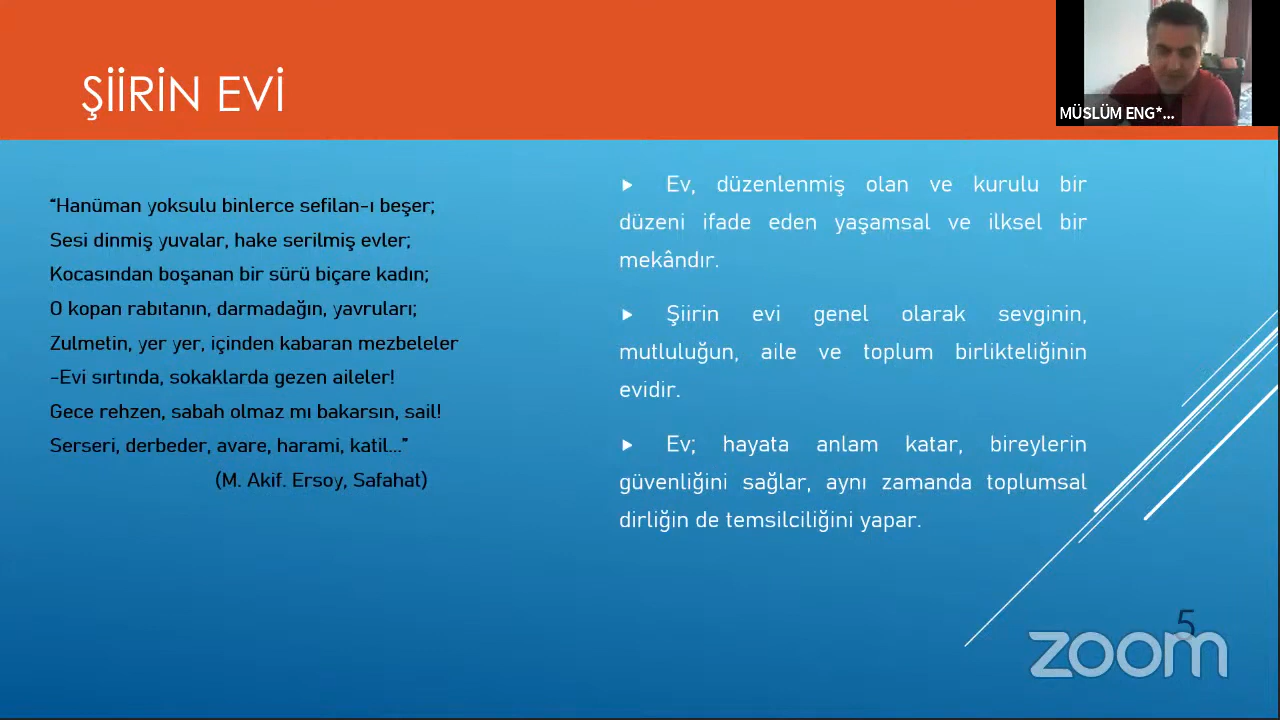 ŞİİRİN EVİ
MÜSLÜM ENG*...
“Hanüman yoksulu binlerce sefilan-ı beşer;
Sesi dinmiş yuvalar, hake serilmiş evler;
Kocasından boşanan bir sürü biçare kadın;
O kopan rabıtanın, darmadağın, yavruları;
Zulmetin, yer yer, içinden kabaran mezbeleler
-Evi sırtında, sokaklarda gezen aileler!
Gece rehzen, sabah olmaz mı bakarsın, sail!
Serseri, derbeder, avare, harami, katil...”
(M. Akif. Ersoy, Safahat)
Ev, düzenlenmiş olan ve kurulu bir
düzeni ifade eden yaşamsal ve ilksel bir
mekândır.
Şiirin evi genel olarak sevginin,
mutluluğun, aile ve toplum birlikteliğinin
evidir.
Ev; hayata anlam katar, bireylerin
güvenliğini sağlar, aynı zamanda toplumsal
dirliğin de temsilciliğini yapar.
5
zoom